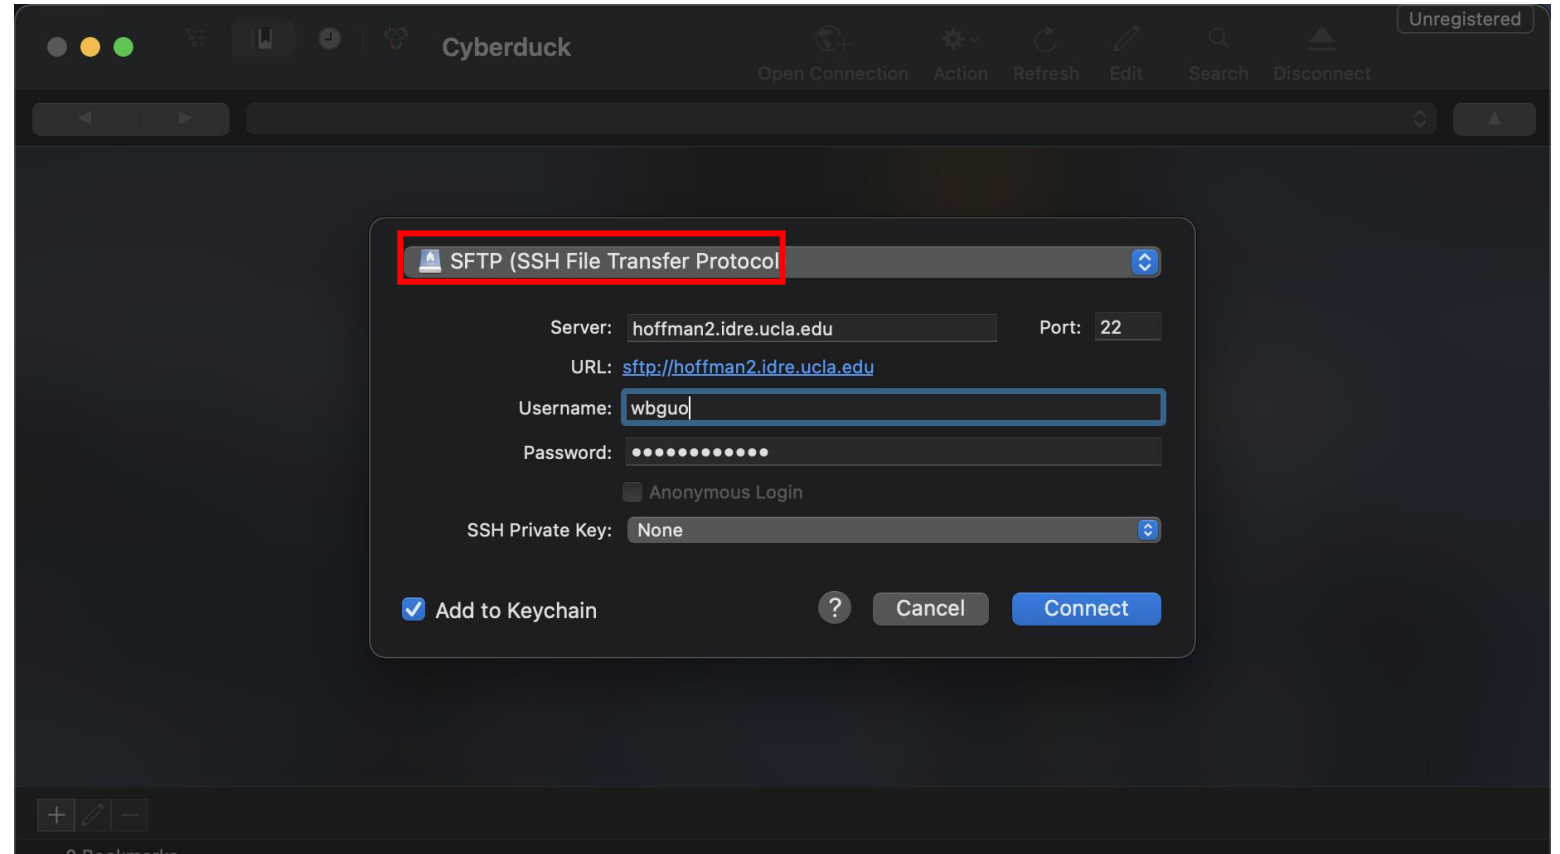 Unregistered
Cyberduck
Open Connection Action Refresh Edit Search Disconnect
SFTP (SSH File Transfer Protocol
Server: hoffman2.idre.ucla.edu Port: 22
URL: sftp://hoffman2.idre.ucla.edu
Username: wbguo
Password: ••••••••••••
Anonymous Login
SSH Private Key: None
Add to Keychain ? Cancel Connect